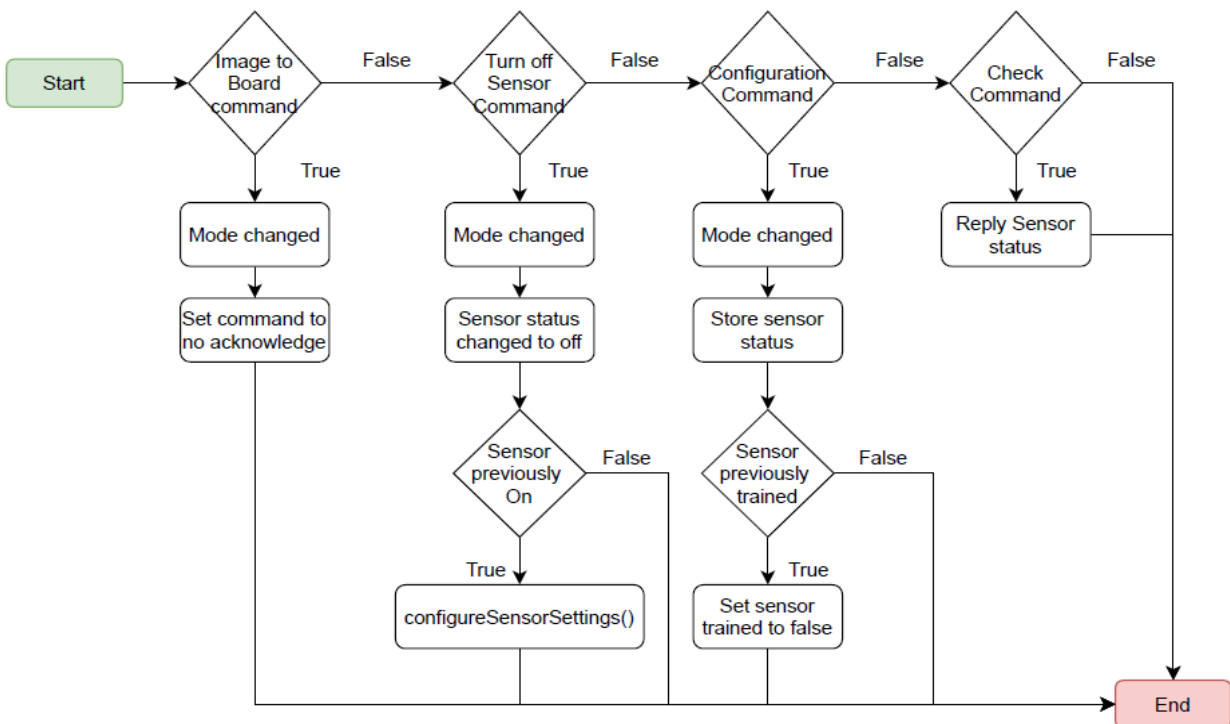 Start
Image to
Board
command
False
Turn off
Sensor
Command
False
Configuration
Command
False
Check
Command
False
True
True
True
True
Mode changed
Mode changed
Mode changed
Reply Sensor
status
Set command to
no acknowledge
Sensor status
changed to off
Store sensor
status
Sensor
previously
On
False
Sensor
previously
trained
False
True
True
configureSensorSettings()
Set sensor
trained to false
End